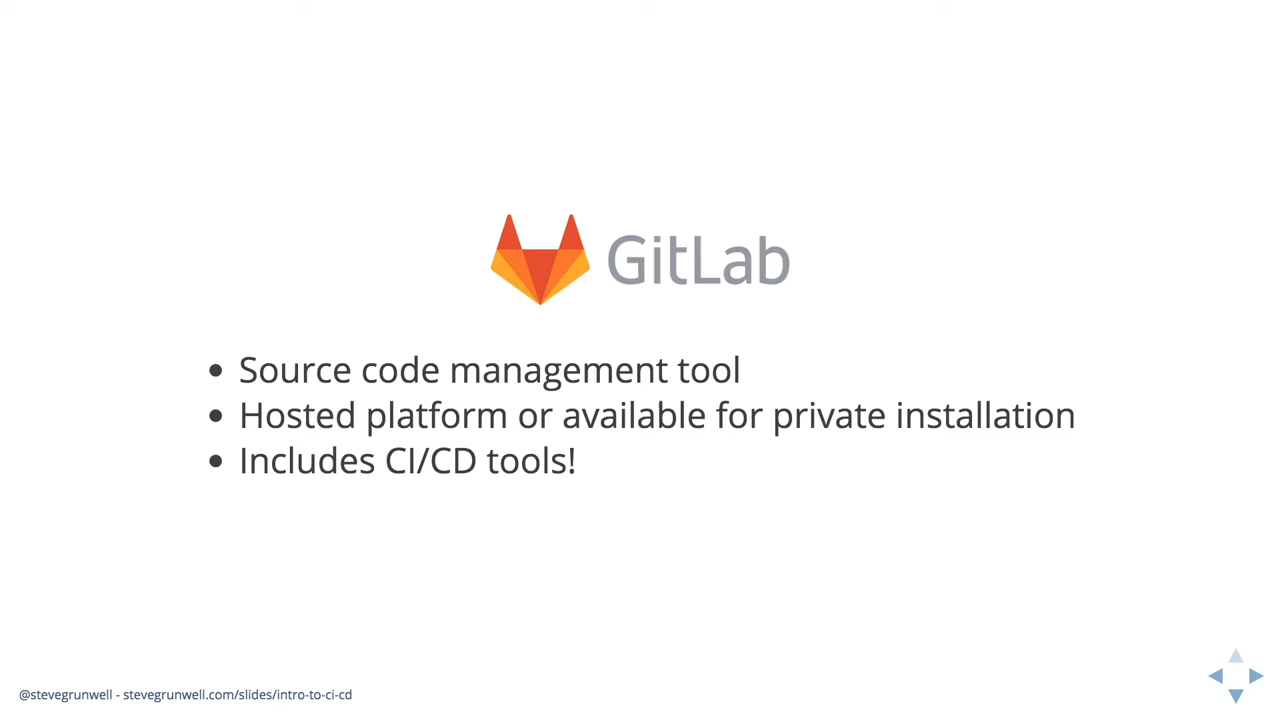 GitLab
• Source code management tool
• Hosted platform or available for private installation
• Includes CI/CD tools!
@stevegrunwell - stevegrunwell.com/slides/intro-to-ci-cd